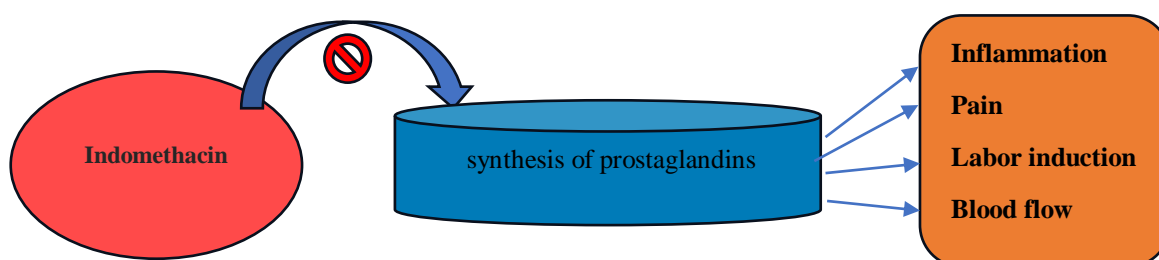 Indomethacin
synthesis of prostaglandins
Inflammation
Pain
Labor induction
Blood flow